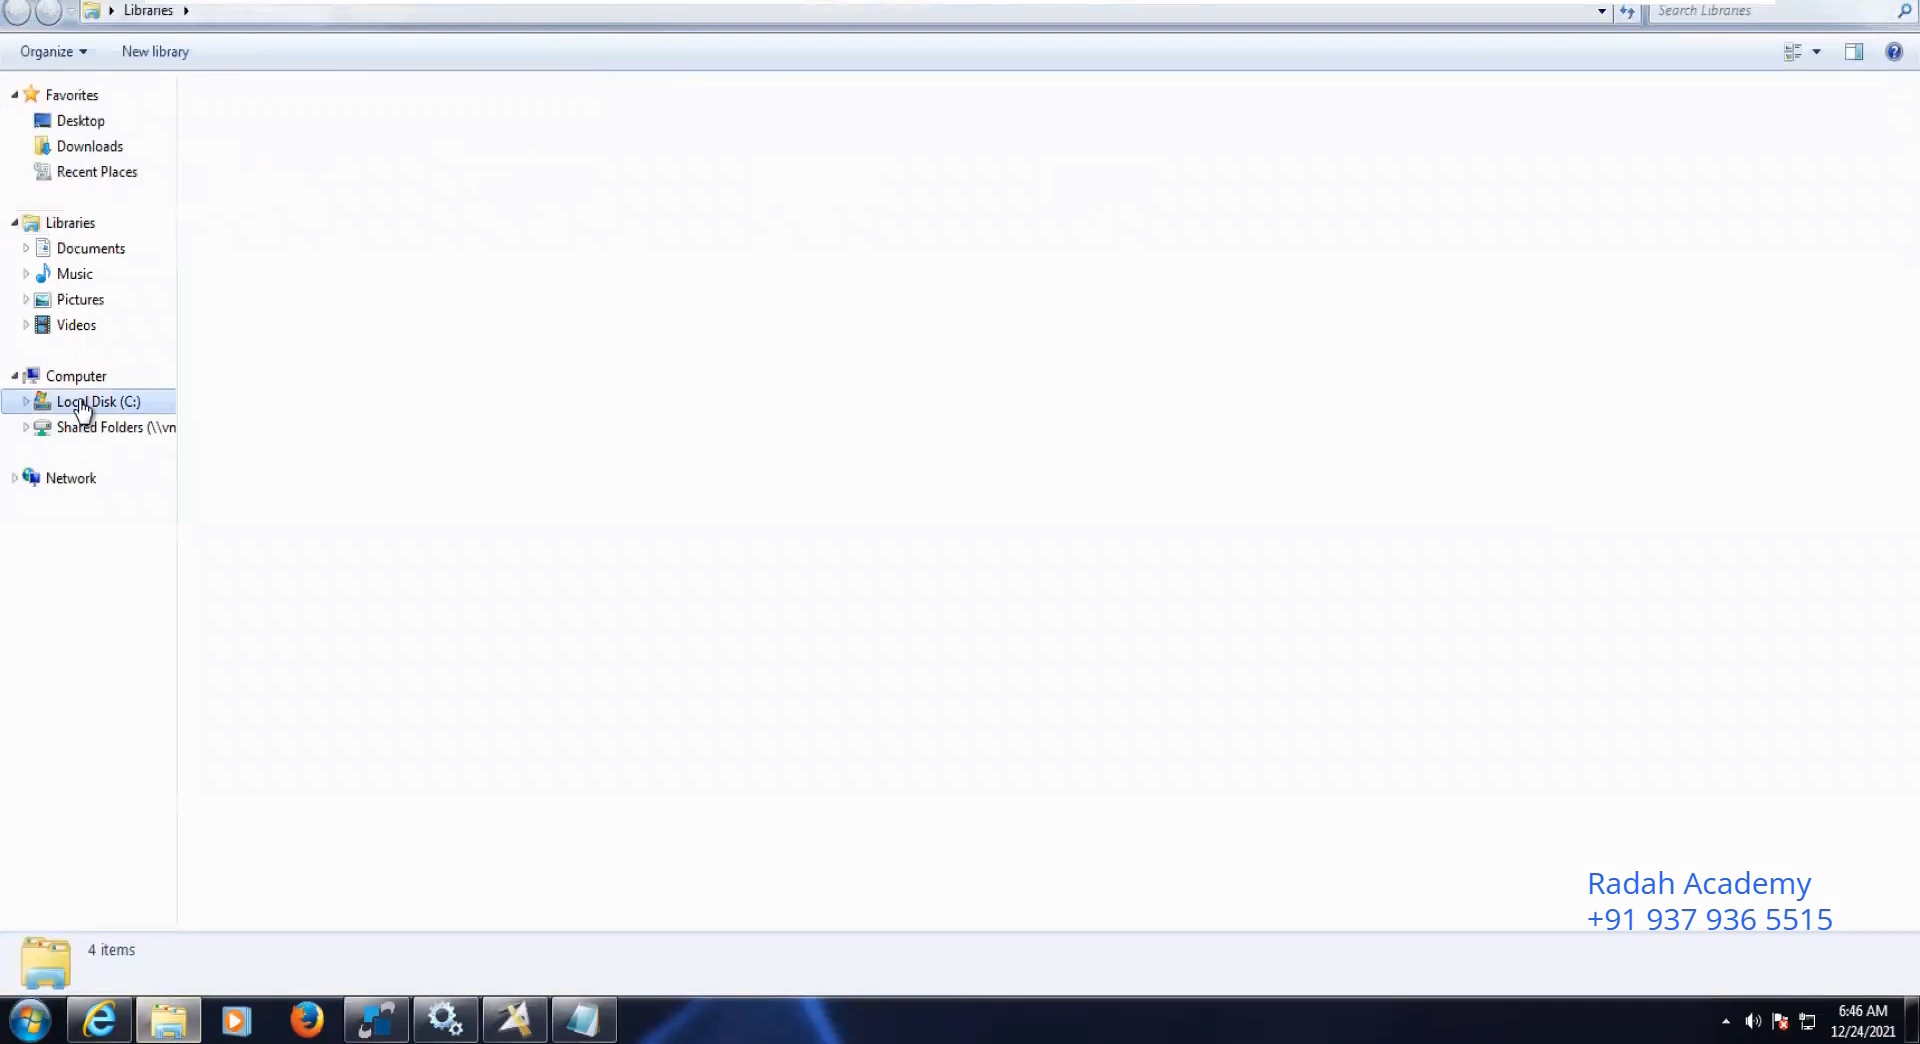 Libraries
Search Libraries
Organize
New library
Favorites
Desktop
Downloads
Recent Places
Libraries
Documents
Music
Pictures
Videos
Computer
Local Disk (C:)
Shared Folders (\\vn
Network
Radah Academy
+91 937 936 5515
4 items
6:46 AM
12/24/2021